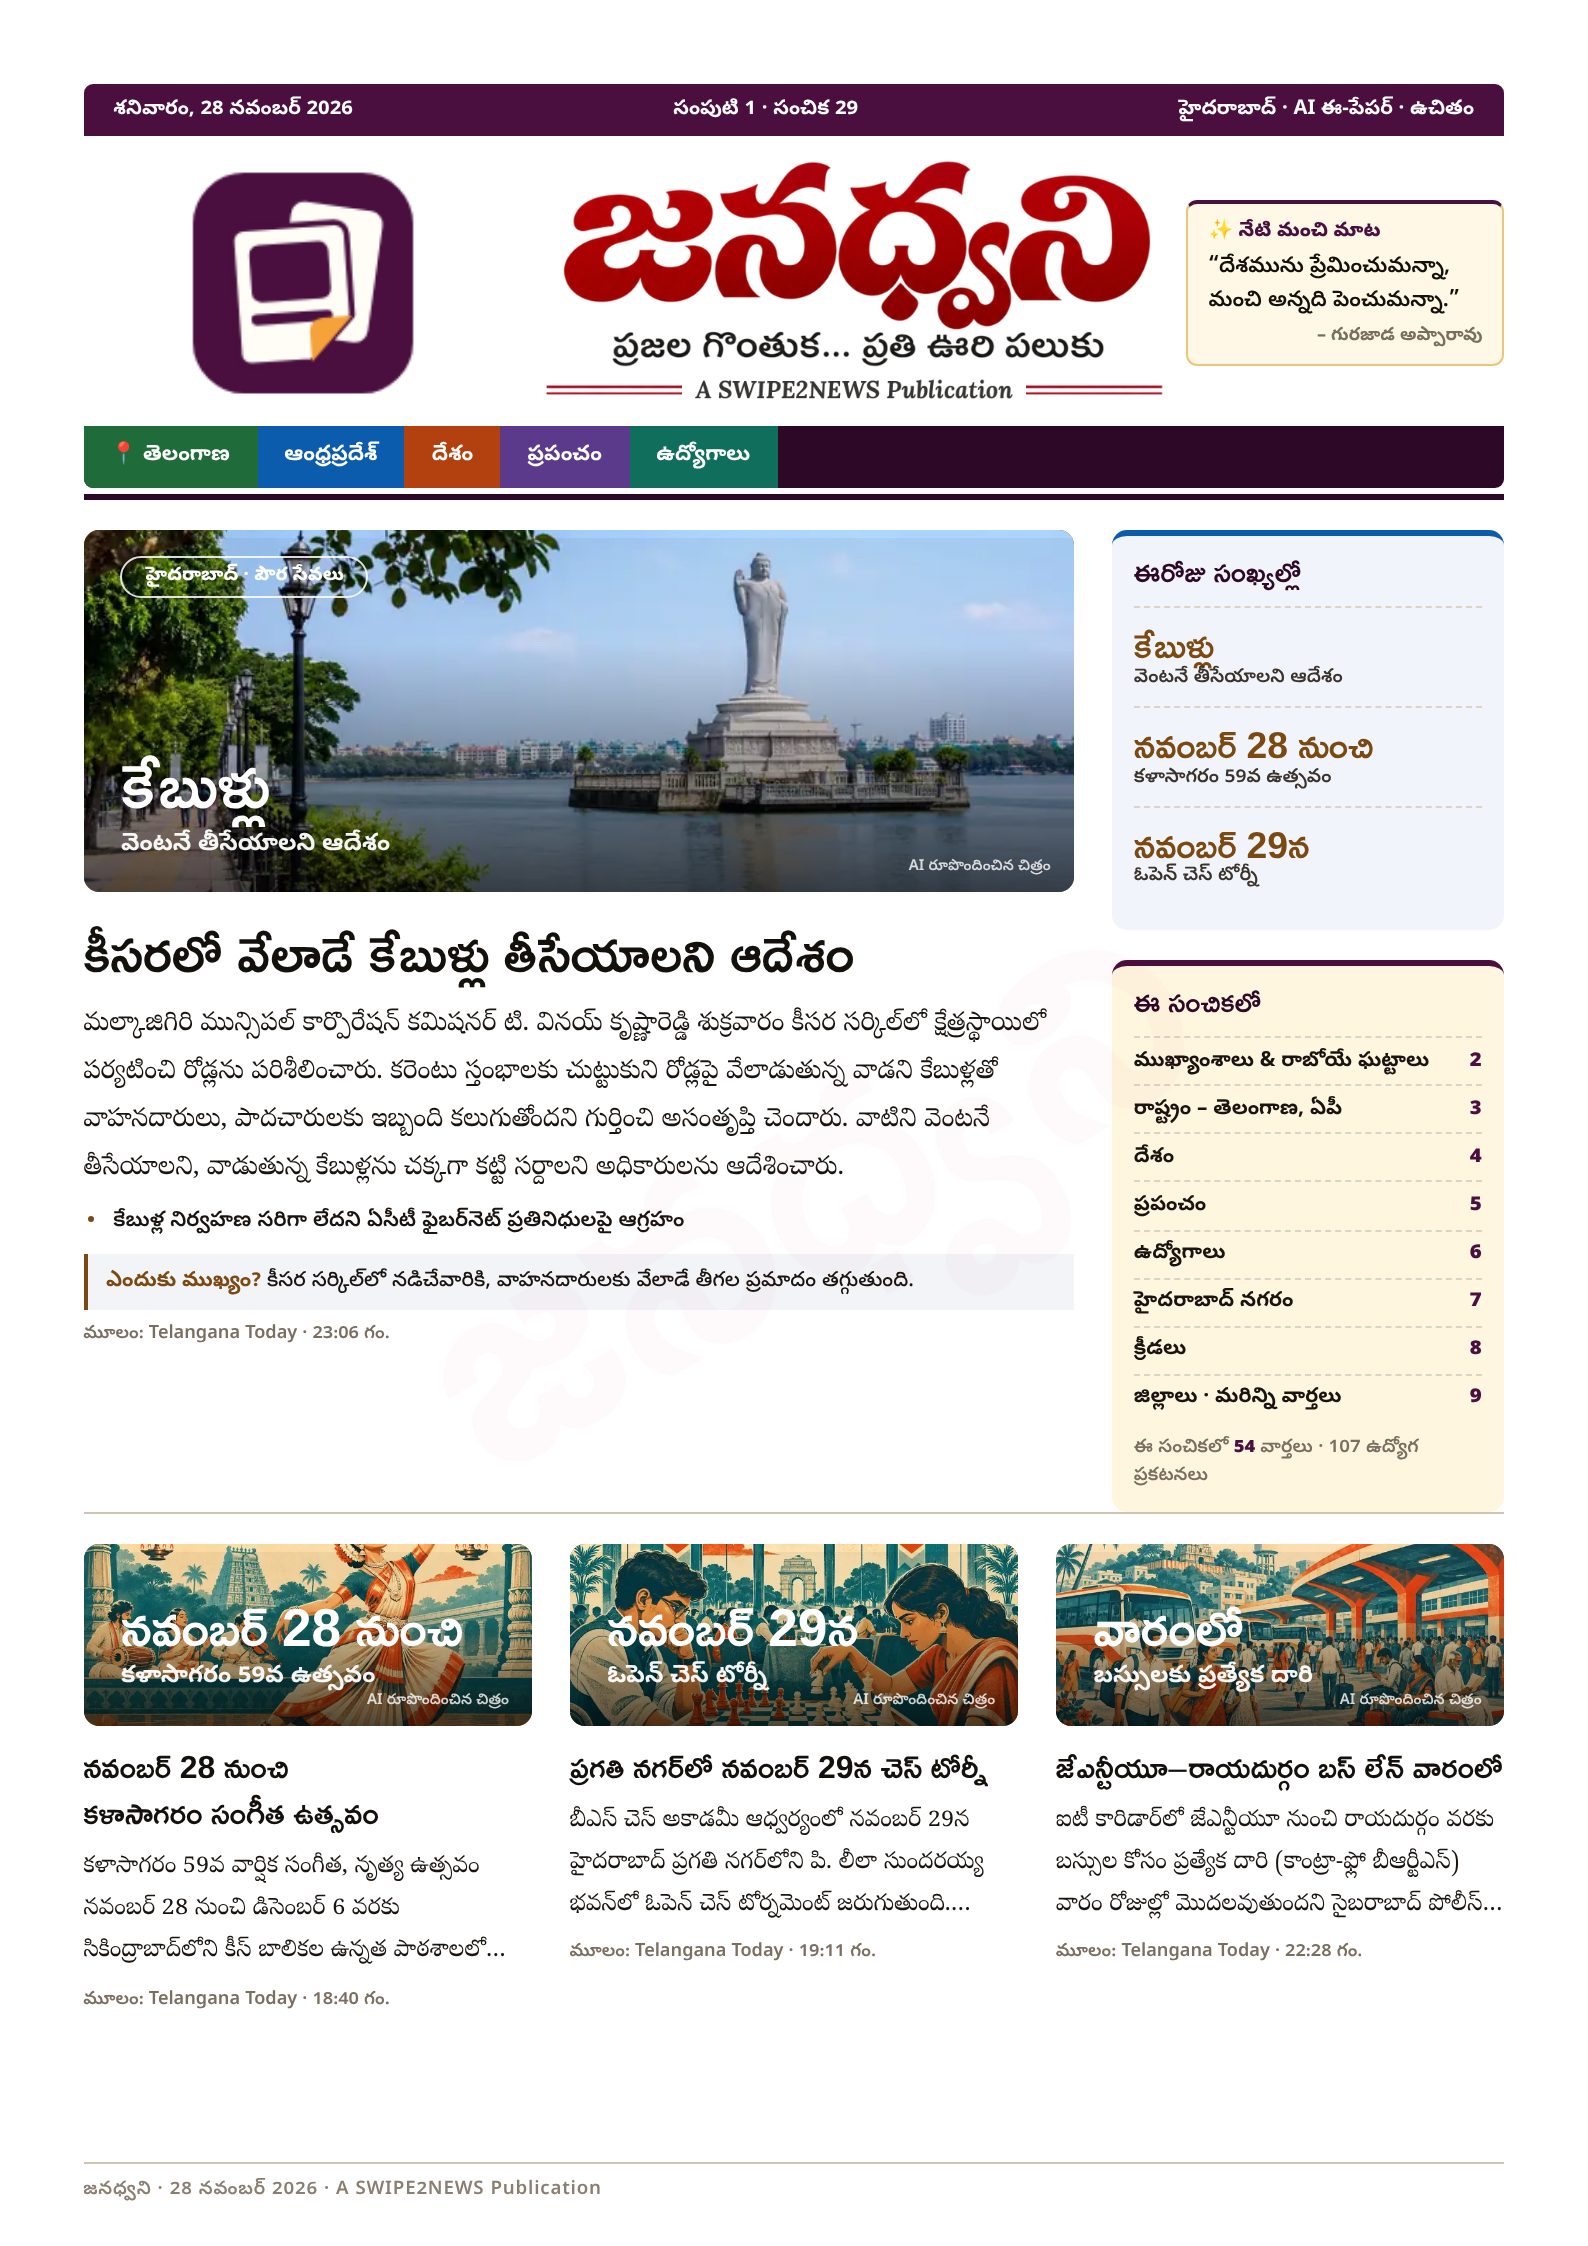 శనివారం, 28 నవంబర్ 2026
సంపుటి 1 · సంచిక 29
హైదరాబాద్ · AI ఈ-పేపర్ · ఉచితం
జనధ్వని
ప్రజల గొంతుక... ప్రతి ఊరి పలుకు
A SWIPE2NEWS Publication
✨ నేటి మంచి మాట
“దేశమును ప్రేమించుమన్నా,
మంచి అన్నది పెంచుమన్నా.”
– గురజాడ అప్పారావు
📍 తెలంగాణ
ఆంధ్రప్రదేశ్
దేశం
ప్రపంచం
ఉద్యోగాలు
హైదరాబాద్ · పౌర సేవలు
కేబుళ్లు
వెంటనే తీసేయాలని ఆదేశం
AI రూపొందించిన చిత్రం
కీసరలో వేలాడే కేబుళ్లు తీసేయాలని ఆదేశం
మల్కాజిగిరి మున్సిపల్ కార్పొరేషన్ కమిషనర్ టి. వినయ్ కృష్ణారెడ్డి శుక్రవారం కీసర సర్కిల్‌లో క్షేత్రస్థాయిలో
పర్యటించి రోడ్లను పరిశీలించారు. కరెంటు స్తంభాలకు చుట్టుకుని రోడ్లపై వేలాడుతున్న వాడని కేబుళ్లతో
వాహనదారులు, పాదచారులకు ఇబ్బంది కలుగుతోందని గుర్తించి అసంతృప్తి చెందారు. వాటిని వెంటనే
తీసేయాలని, వాడుతున్న కేబుళ్లను చక్కగా కట్టి సర్దాలని అధికారులను ఆదేశించారు.
• కేబుళ్ల నిర్వహణ సరిగా లేదని ఏసీటీ ఫైబర్‌నెట్ ప్రతినిధులపై ఆగ్రహం
ఎందుకు ముఖ్యం? కీసర సర్కిల్‌లో నడిచేవారికి, వాహనదారులకు వేలాడే తీగల ప్రమాదం తగ్గుతుంది.
మూలం: Telangana Today · 23:06 గం.
ఈరోజు సంఖ్యల్లో
కేబుళ్లు
వెంటనే తీసేయాలని ఆదేశం
నవంబర్ 28 నుంచి
కళాసాగరం 59వ ఉత్సవం
నవంబర్ 29న
ఓపెన్ చెస్ టోర్నీ
ఈ సంచికలో
ముఖ్యాంశాలు & రాబోయే ఘట్టాలు 2
రాష్ట్రం – తెలంగాణ, ఏపీ 3
దేశం 4
ప్రపంచం 5
ఉద్యోగాలు 6
హైదరాబాద్ నగరం 7
క్రీడలు 8
జిల్లాలు · మరిన్ని వార్తలు 9
ఈ సంచికలో 54 వార్తలు · 107 ఉద్యోగ
ప్రకటనలు
నవంబర్ 28 నుంచి
కళాసాగరం 59వ ఉత్సవం
AI రూపొందించిన చిత్రం
నవంబర్ 28 నుంచి
కళాసాగరం సంగీత ఉత్సవం
కళాసాగరం 59వ వార్షిక సంగీత, నృత్య ఉత్సవం
నవంబర్ 28 నుంచి డిసెంబర్ 6 వరకు
సికింద్రాబాద్‌లోని కీస్ బాలికల ఉన్నత పాఠశాలలో...
మూలం: Telangana Today · 18:40 గం.
నవంబర్ 29న
ఓపెన్ చెస్ టోర్నీ
AI రూపొందించిన చిత్రం
ప్రగతి నగర్‌లో నవంబర్ 29న చెస్ టోర్నీ
బీఎస్ చెస్ అకాడమీ ఆధ్వర్యంలో నవంబర్ 29న
హైదరాబాద్ ప్రగతి నగర్‌లోని పి. లీలా సుందరయ్య
భవన్‌లో ఓపెన్ చెస్ టోర్నమెంట్ జరుగుతుంది....
మూలం: Telangana Today · 19:11 గం.
వారంలో
బస్సులకు ప్రత్యేక దారి
AI రూపొందించిన చిత్రం
జేఎన్టీయూ–రాయదుర్గం బస్ లేన్ వారంలో
ఐటీ కారిడార్‌లో జేఎన్టీయూ నుంచి రాయదుర్గం వరకు
బస్సుల కోసం ప్రత్యేక దారి (కాంట్రా-ఫ్లో బీఆర్టీఎస్)
వారం రోజుల్లో మొదలవుతుందని సైబరాబాద్ పోలీస్...
మూలం: Telangana Today · 22:28 గం.
జనధ్వని · 28 నవంబర్ 2026 · A SWIPE2NEWS Publication